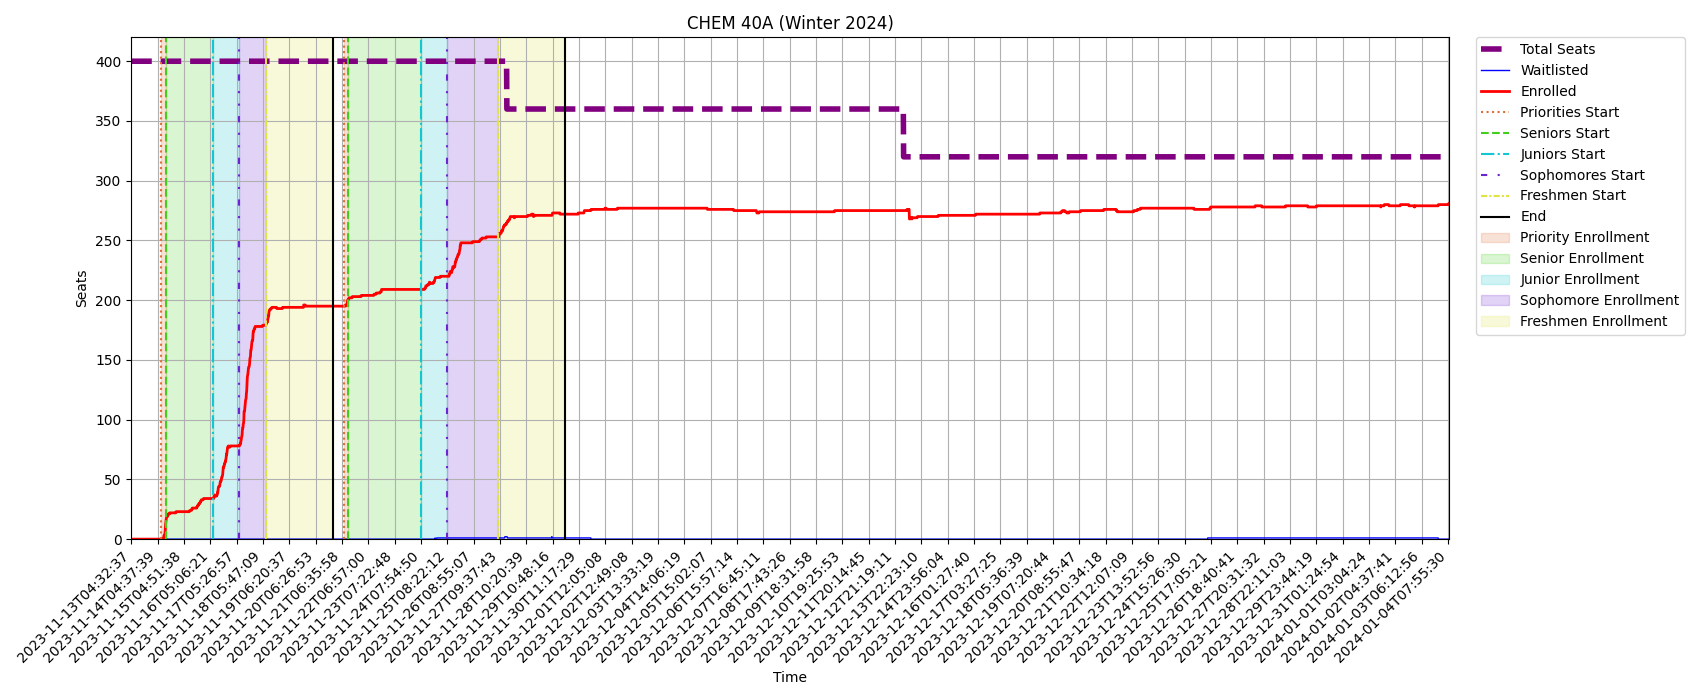 CHEM 40A (Winter 2024)
Seats
400
350
300
250
200
150
100
50
0
2023-11-13T04:32:37
2023-11-14T04:37:39
2023-11-15T04:51:38
2023-11-16T05:06:21
2023-11-17T05:26:57
2023-11-18T05:47:09
2023-11-19T06:20:37
2023-11-20T06:26:53
2023-11-21T06:35:58
2023-11-22T06:57:00
2023-11-23T07:22:48
2023-11-24T07:54:50
2023-11-25T08:22:12
2023-11-26T08:55:07
2023-11-27T09:37:43
2023-11-28T10:20:39
2023-11-29T10:48:16
2023-11-30T11:17:29
2023-12-01T12:05:08
2023-12-02T12:49:08
2023-12-03T13:33:19
2023-12-04T14:06:19
2023-12-05T15:02:07
2023-12-06T15:57:14
2023-12-07T16:45:11
2023-12-08T17:43:26
2023-12-09T18:31:58
2023-12-10T19:25:53
2023-12-11T20:14:45
2023-12-12T21:19:11
2023-12-13T22:23:10
2023-12-14T23:56:04
2023-12-16T01:27:40
2023-12-17T03:27:25
2023-12-18T05:36:39
2023-12-19T07:20:44
2023-12-20T08:55:47
2023-12-21T10:34:18
2023-12-22T12:07:09
2023-12-23T13:52:56
2023-12-24T15:26:30
2023-12-25T17:05:21
2023-12-26T18:40:41
2023-12-27T20:31:32
2023-12-28T22:11:03
2023-12-29T23:44:19
2023-12-31T01:24:54
2024-01-01T03:04:24
2024-01-02T04:37:41
2024-01-03T06:12:56
2024-01-04T07:55:30
Time
Total Seats
Waitlisted
Enrolled
Priorities Start
Seniors Start
Juniors Start
Sophomores Start
Freshmen Start
End
Priority Enrollment
Senior Enrollment
Junior Enrollment
Sophomore Enrollment
Freshmen Enrollment